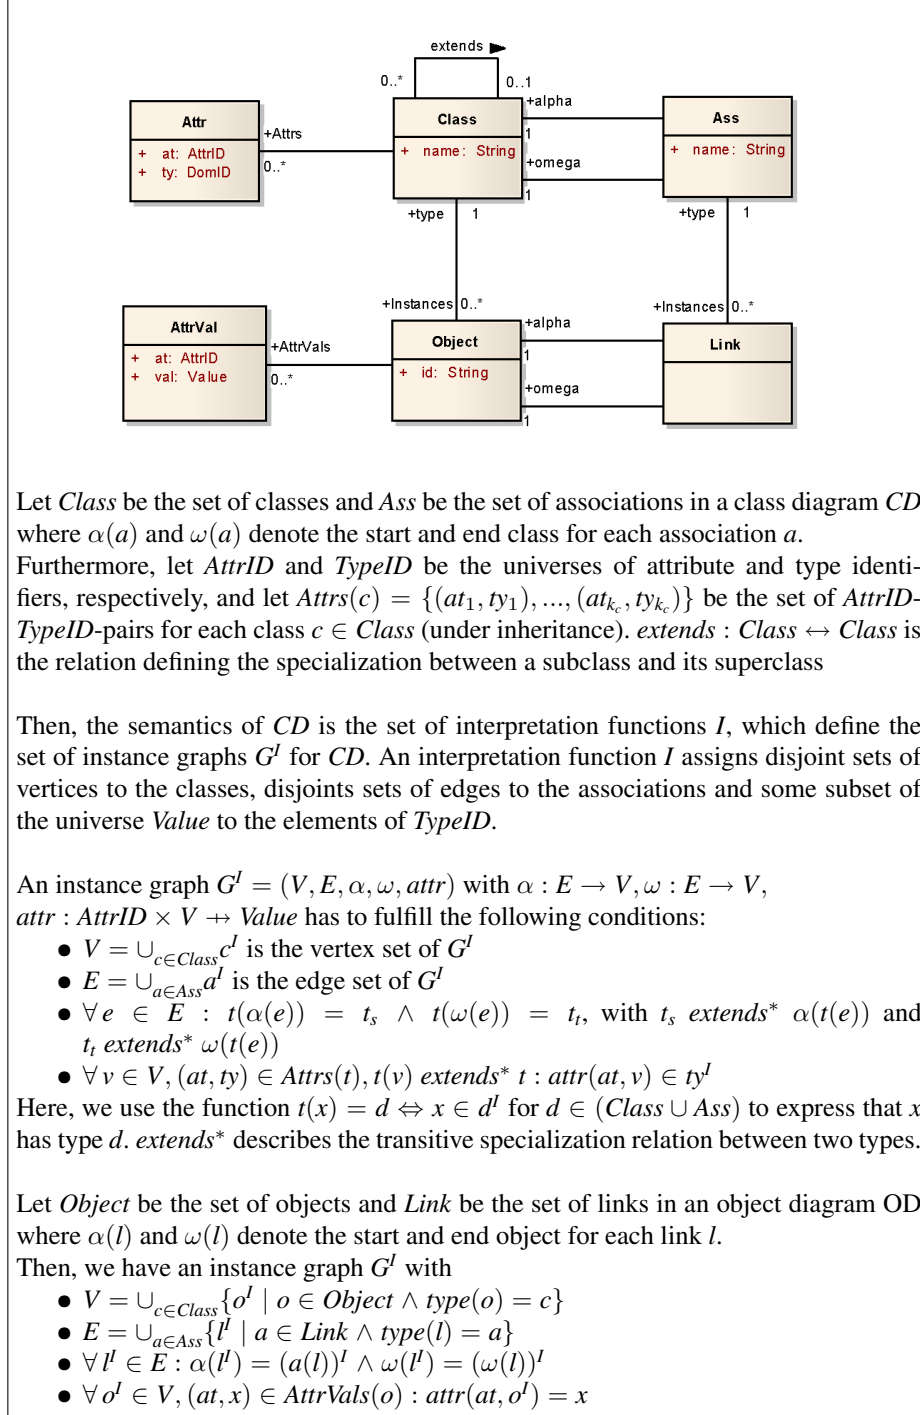 extends
0..*
0..1
+alpha
Attr
+Attrs
Class
Ass
+ at: AttrID
+ ty: DomID
0..*
+ name: String
1
+omega
1
+ name: String
+type
1
+type
1
+Instances
0..*
+Instances
0..*
AttrVal
+AttrVals
+alpha
Object
1
Link
+ at: AttrID
+ val: Value
0..*
+ id: String
+omega
1
Let Class be the set of classes and Ass be the set of associations in a class diagram CD
where α(a) and ω(a) denote the start and end class for each association a.
Furthermore, let AttrID and TypeID be the universes of attribute and type identi-
fiers, respectively, and let Attrs(c) = {(at₁, ty₁), ..., (at_{k_c}, ty_{k_c})} be the set of AttrID-
TypeID-pairs for each class c ∈ Class (under inheritance). extends : Class ↔ Class is
the relation defining the specialization between a subclass and its superclass
Then, the semantics of CD is the set of interpretation functions I, which define the
set of instance graphs G^I for CD. An interpretation function I assigns disjoint sets of
vertices to the classes, disjoints sets of edges to the associations and some subset of
the universe Value to the elements of TypeID.
An instance graph G^I = (V, E, α, ω, attr) with α : E → V, ω : E → V,
attr : AttrID × V ⇸ Value has to fulfill the following conditions:
• V = ∪_{c∈Class} c^I is the vertex set of G^I
• E = ∪_{a∈Ass} a^I is the edge set of G^I
• ∀ e ∈ E : t(α(e)) = t_s ∧ t(ω(e)) = t_t, with t_s extends* α(t(e)) and
t_t extends* ω(t(e))
• ∀ v ∈ V, (at, ty) ∈ Attrs(t), t(v) extends* t : attr(at, v) ∈ ty^I
Here, we use the function t(x) = d ⇔ x ∈ d^I for d ∈ (Class ∪ Ass) to express that x
has type d. extends* describes the transitive specialization relation between two types.
Let Object be the set of objects and Link be the set of links in an object diagram OD
where α(l) and ω(l) denote the start and end object for each link l.
Then, we have an instance graph G^I with
• V = ∪_{c∈Class} {o^I | o ∈ Object ∧ type(o) = c}
• E = ∪_{a∈Ass} {l^I | a ∈ Link ∧ type(l) = a}
• ∀ l^I ∈ E : α(l^I) = (a(l))^I ∧ ω(l^I) = (ω(l))^I
• ∀ o^I ∈ V, (at, x) ∈ AttrVals(o) : attr(at, o^I) = x